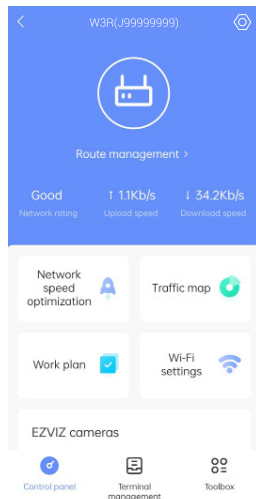 W3R(J99999999)
Route management >
Good ↑ 1.1Kb/s ↓ 34.2Kb/s
Network rating Upload speed Download speed
Network
speed
optimization
Traffic map
Work plan
Wi-Fi
settings
EZVIZ cameras
Control panel
Terminal
management
Toolbox